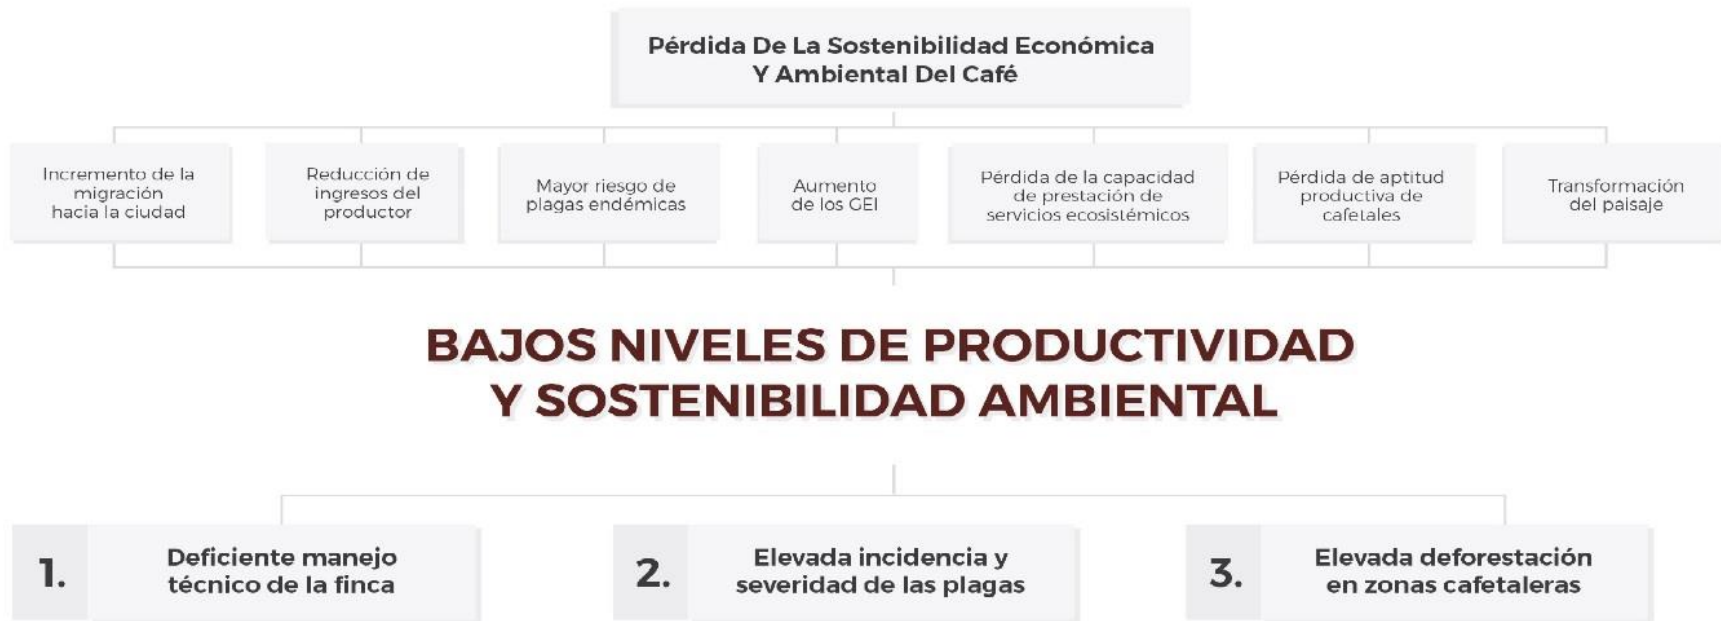 Pérdida De La Sostenibilidad Económica
Y Ambiental Del Café
Incremento de la
migración
hacia la ciudad
Reducción de
ingresos del
productor
Mayor riesgo de
plagas endémicas
Aumento
de los GEI
Pérdida de la capacidad
de prestación de
servicios ecosistémicos
Pérdida de aptitud
productiva de
cafetales
Transformación
del paisaje
BAJOS NIVELES DE PRODUCTIVIDAD
Y SOSTENIBILIDAD AMBIENTAL
1.
Deficiente manejo
técnico de la finca
2.
Elevada incidencia y
severidad de las plagas
3.
Elevada deforestación
en zonas cafetaleras